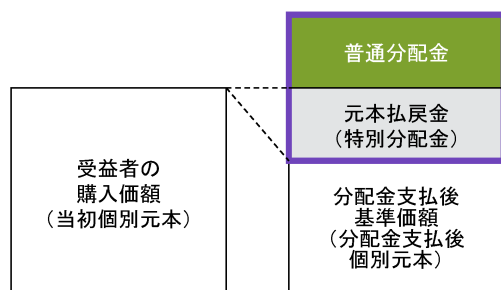 普通分配金
元本払戻金
（特別分配金）
受益者の
購入価額
（当初個別元本）
分配金支払後
基準価額
（分配金支払後
個別元本）